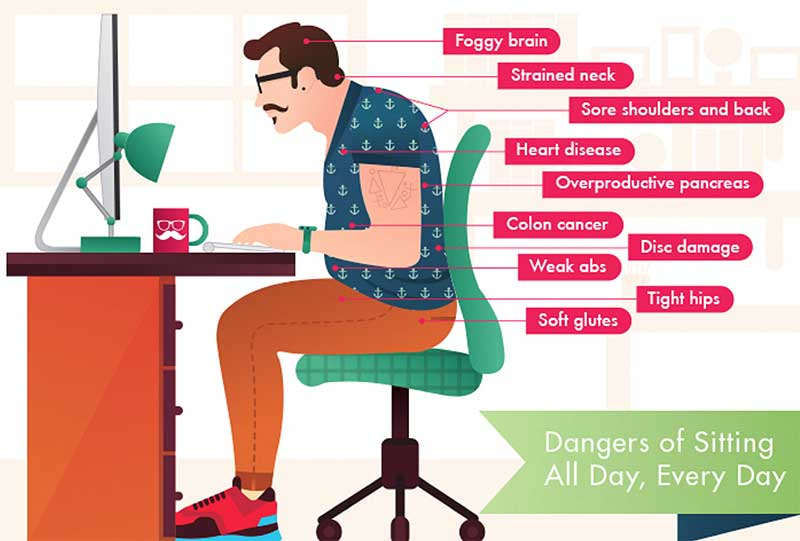 Foggy brain
Strained neck
Sore shoulders and back
Heart disease
Overproductive pancreas
Colon cancer
Disc damage
Weak abs
Tight hips
Soft glutes
Dangers of Sitting
All Day, Every Day